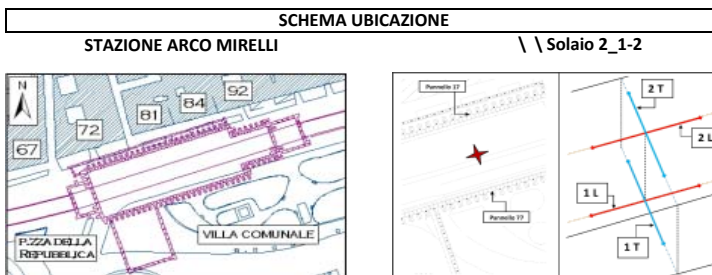 SCHEMA UBICAZIONE
STAZIONE ARCO MIRELLI
\ \ Solaio 2_1-2
N
67
72
81
84
92
P.ZZA DELLA
REPUBBLICA
VILLA COMUNALE
Pannello 17
Pannello 77
2 T
2 L
1 L
1 T